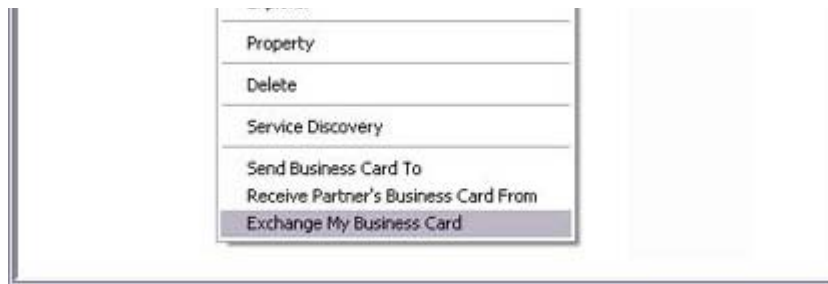 Property
Delete
Service Discovery
Send Business Card To
Receive Partner's Business Card From
Exchange My Business Card